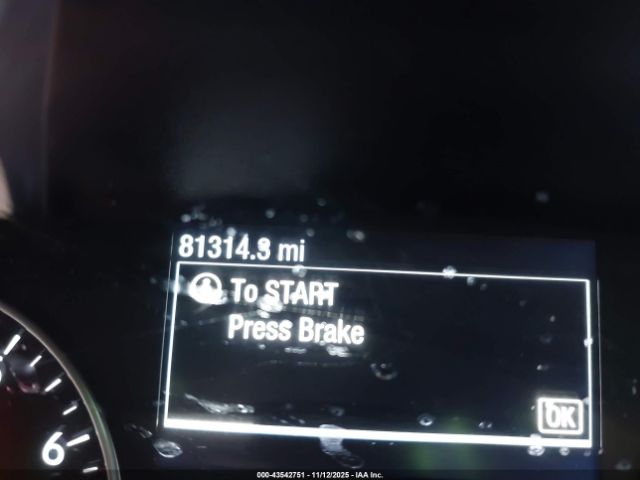 81314.3 mi
To START
Press Brake
OK
6
000-43542751 - 11/12/2025 - IAA Inc.